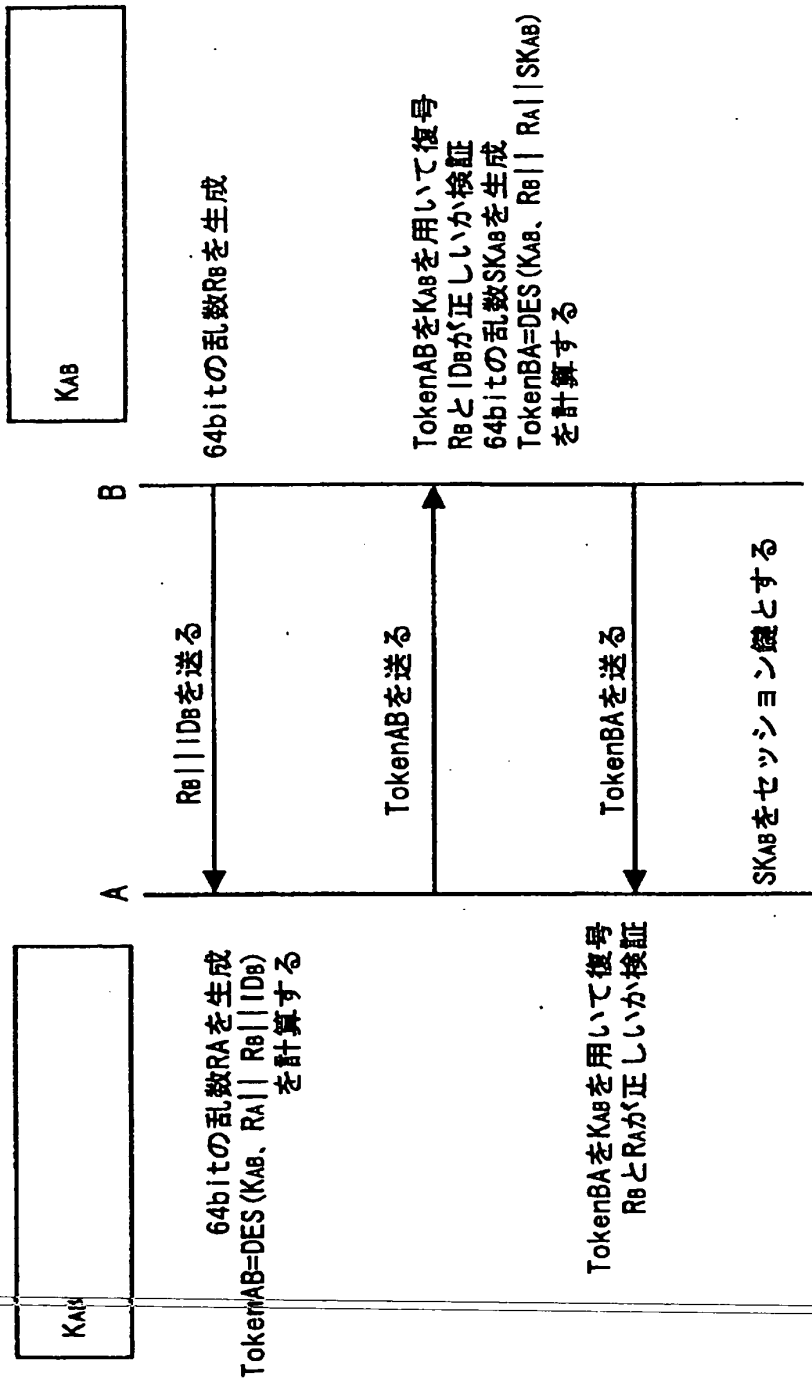 KAB
64bitの乱数RAを生成
TokenAB=DES(KAB、RA|| RB||IDB)
を計算する
TokenBAをKABを用いて復号
RBとRAが正しいか検証
A
B
RB||IDBを送る
TokenABを送る
TokenBAを送る
SKABをセッション鍵とする
KAB
64bitの乱数RBを生成
TokenABをKABを用いて復号
RBとIDBが正しいか検証
64bitの乱数SKABを生成
TokenBA=DES(KAB、RB|| RA||SKAB)
を計算する